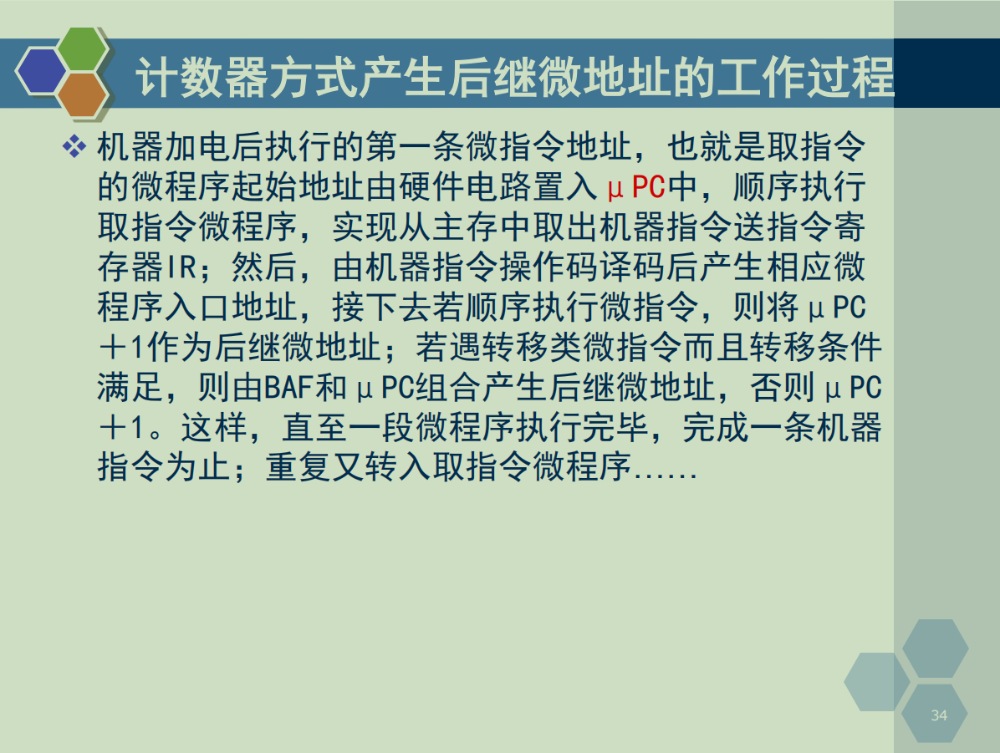 计数器方式产生后继微地址的工作过程
机器加电后执行的第一条微指令地址，也就是取指令
的微程序起始地址由硬件电路置入μPC中，顺序执行
取指令微程序，实现从主存中取出机器指令送指令寄
存器IR；然后，由机器指令操作码译码后产生相应微
程序入口地址，接下去若顺序执行微指令，则将μPC
＋1作为后继微地址；若遇转移类微指令而且转移条件
满足，则由BAF和μPC组合产生后继微地址，否则μPC
＋1。这样，直至一段微程序执行完毕，完成一条机器
指令为止；重复又转入取指令微程序……
34